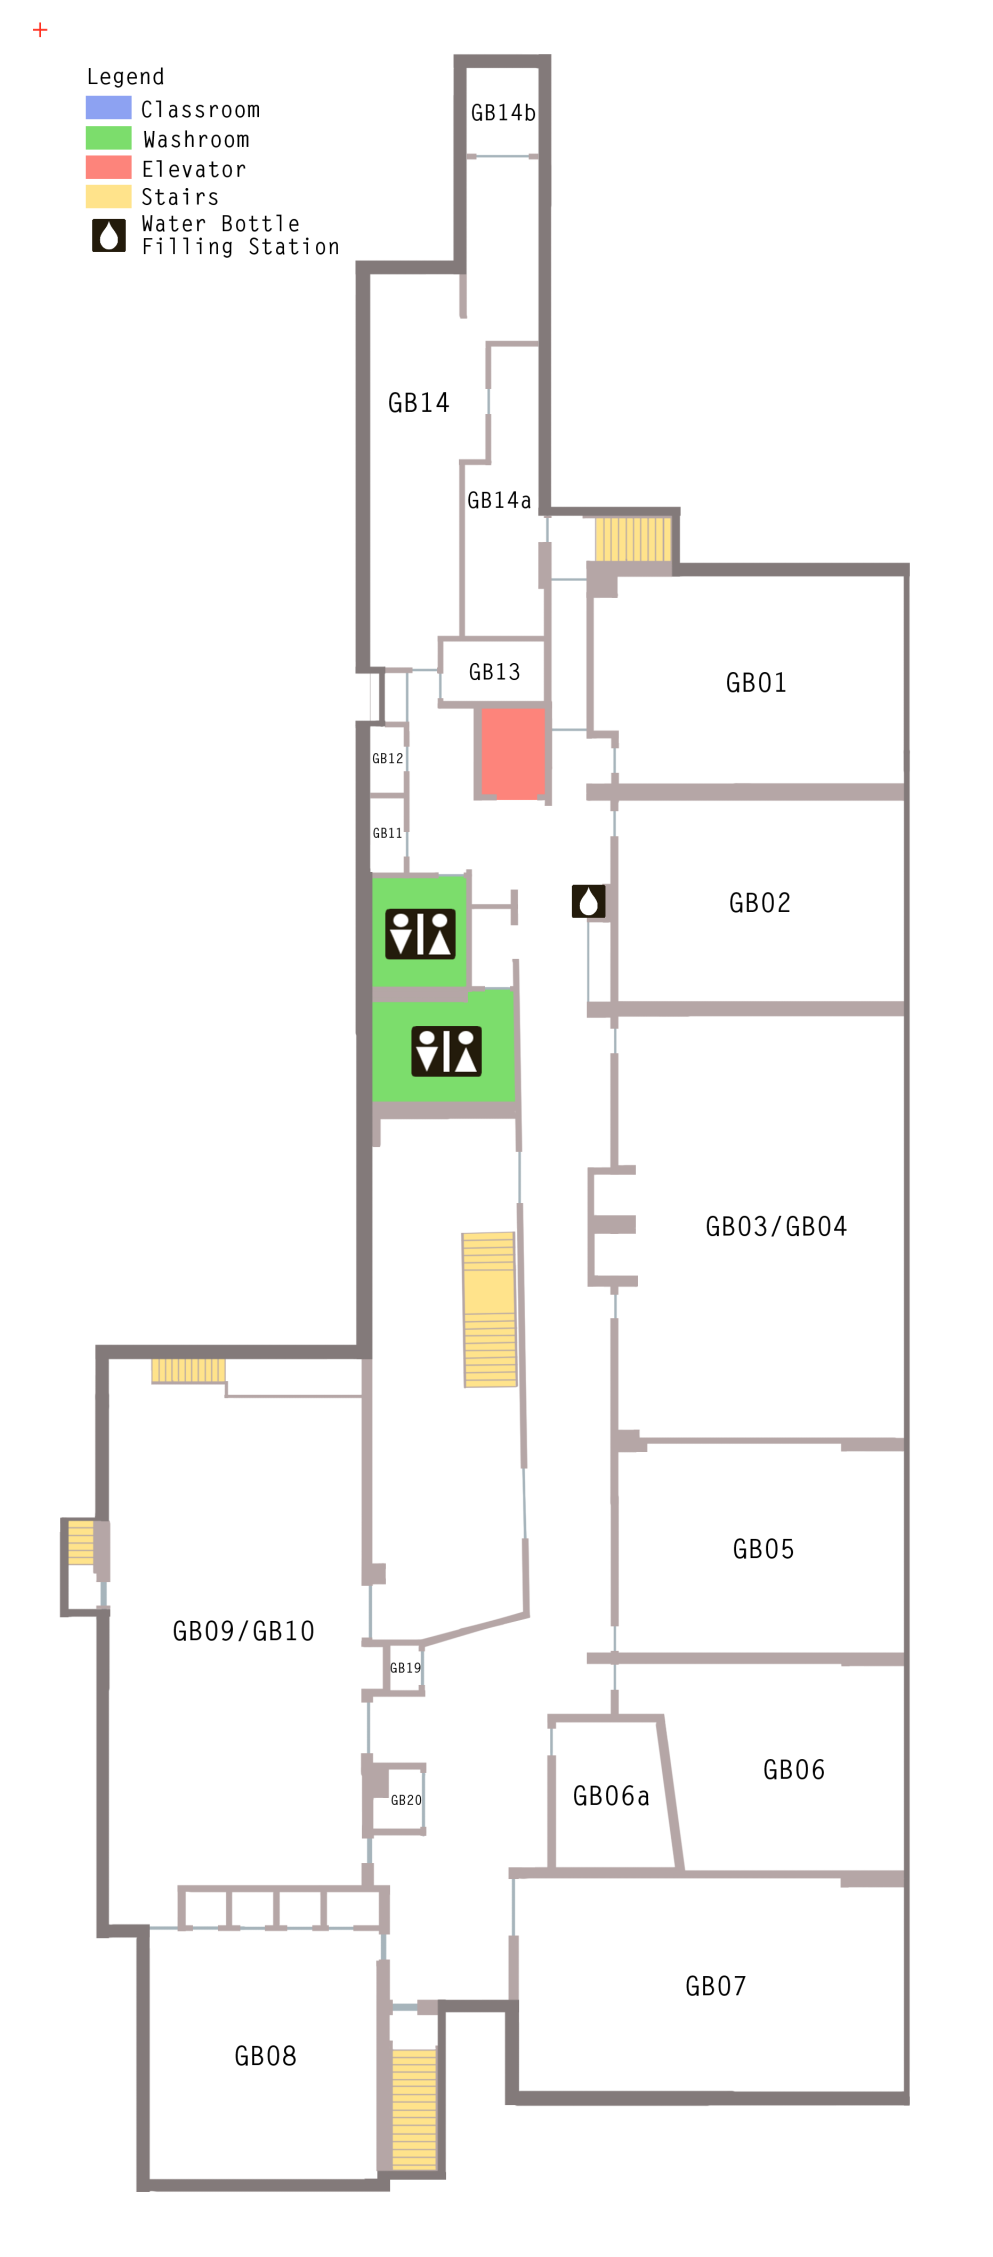 Legend
Classroom
Washroom
Elevator
Stairs
Water Bottle
Filling Station
GB14b
GB14
GB14a
GB13
GB01
GB12
GB11
GB02
GB03/GB04
GB05
GB09/GB10
GB19
GB06
GB06a
GB20
GB07
GB08